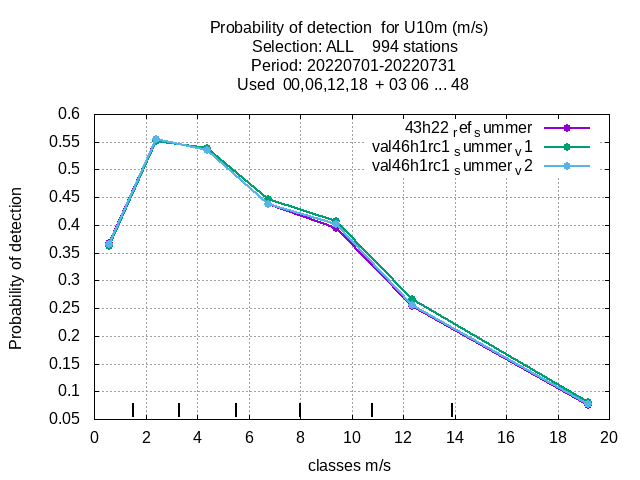 Probability of detection for U10m (m/s)
Selection: ALL 994 stations
Period: 20220701-20220731
Used 00,06,12,18 + 03 06 ... 48
43h22 ref summer
val46h1rc1 summer v1
val46h1rc1 summer v2
Probability of detection
0.6
0.55
0.5
0.45
0.4
0.35
0.3
0.25
0.2
0.15
0.1
0.05
0 2 4 6 8 10 12 14 16 18 20
classes m/s